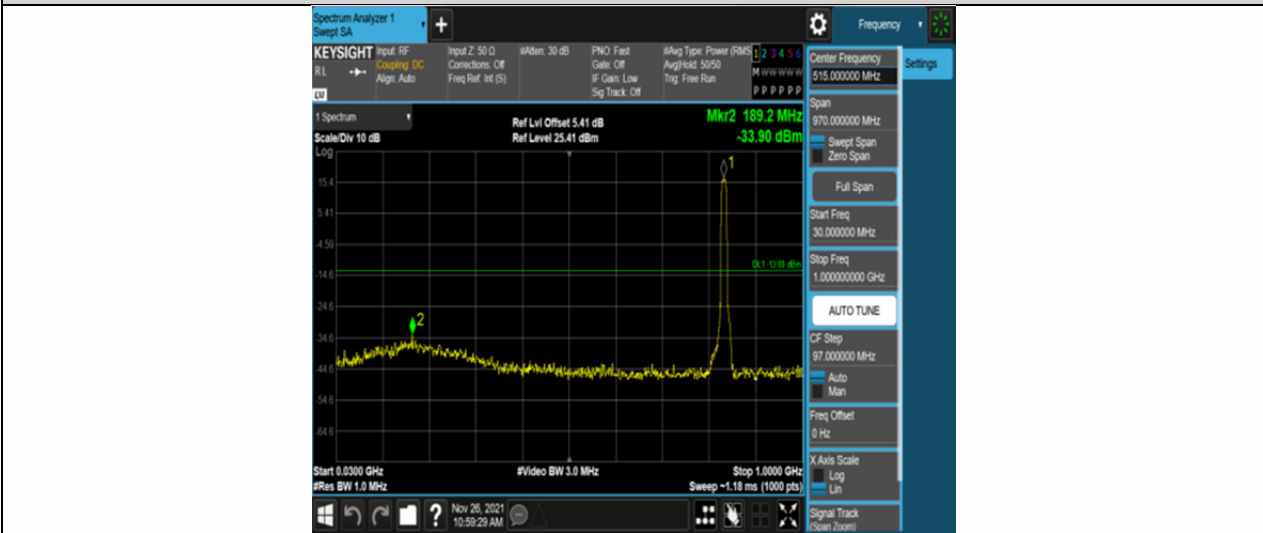 Spectrum Analyzer 1
Swept SA
+
Frequency
KEYSIGHT
RL
LXI
Input: RF
Coupling: DC
Align: Auto
Input Z: 50 Ω
Corrections: Off
Freq Ref: Int (S)
#Atten: 30 dB
PNO: Fast
Gate: Off
IF Gain: Low
Sig Track: Off
#Avg Type: Power (RMS
Avg|Hold: 50/50
Trig: Free Run
1 2 3 4 5 6
M W W W W W
P P P P P P
Center Frequency
515.000000 MHz
Settings
1 Spectrum
Scale/Div 10 dB
Ref Lvl Offset 5.41 dB
Ref Level 25.41 dBm
Mkr2 189.2 MHz
-33.90 dBm
Log
15.4
5.41
-4.59
-14.6
-24.6
-34.6
-44.6
-54.6
-64.6
1
DL1 -13.00 dBm
2
Start 0.0300 GHz
#Video BW 3.0 MHz
Stop 1.0000 GHz
#Res BW 1.0 MHz
Sweep ~1.18 ms (1000 pts)
Span
970.000000 MHz
Swept Span
Zero Span
Full Span
Start Freq
30.000000 MHz
Stop Freq
1.000000000 GHz
AUTO TUNE
CF Step
97.000000 MHz
Auto
Man
Freq Offset
0 Hz
X Axis Scale
Log
Lin
Signal Track
(Span Zoom)
?
Nov 26, 2021
10:59:29 AM